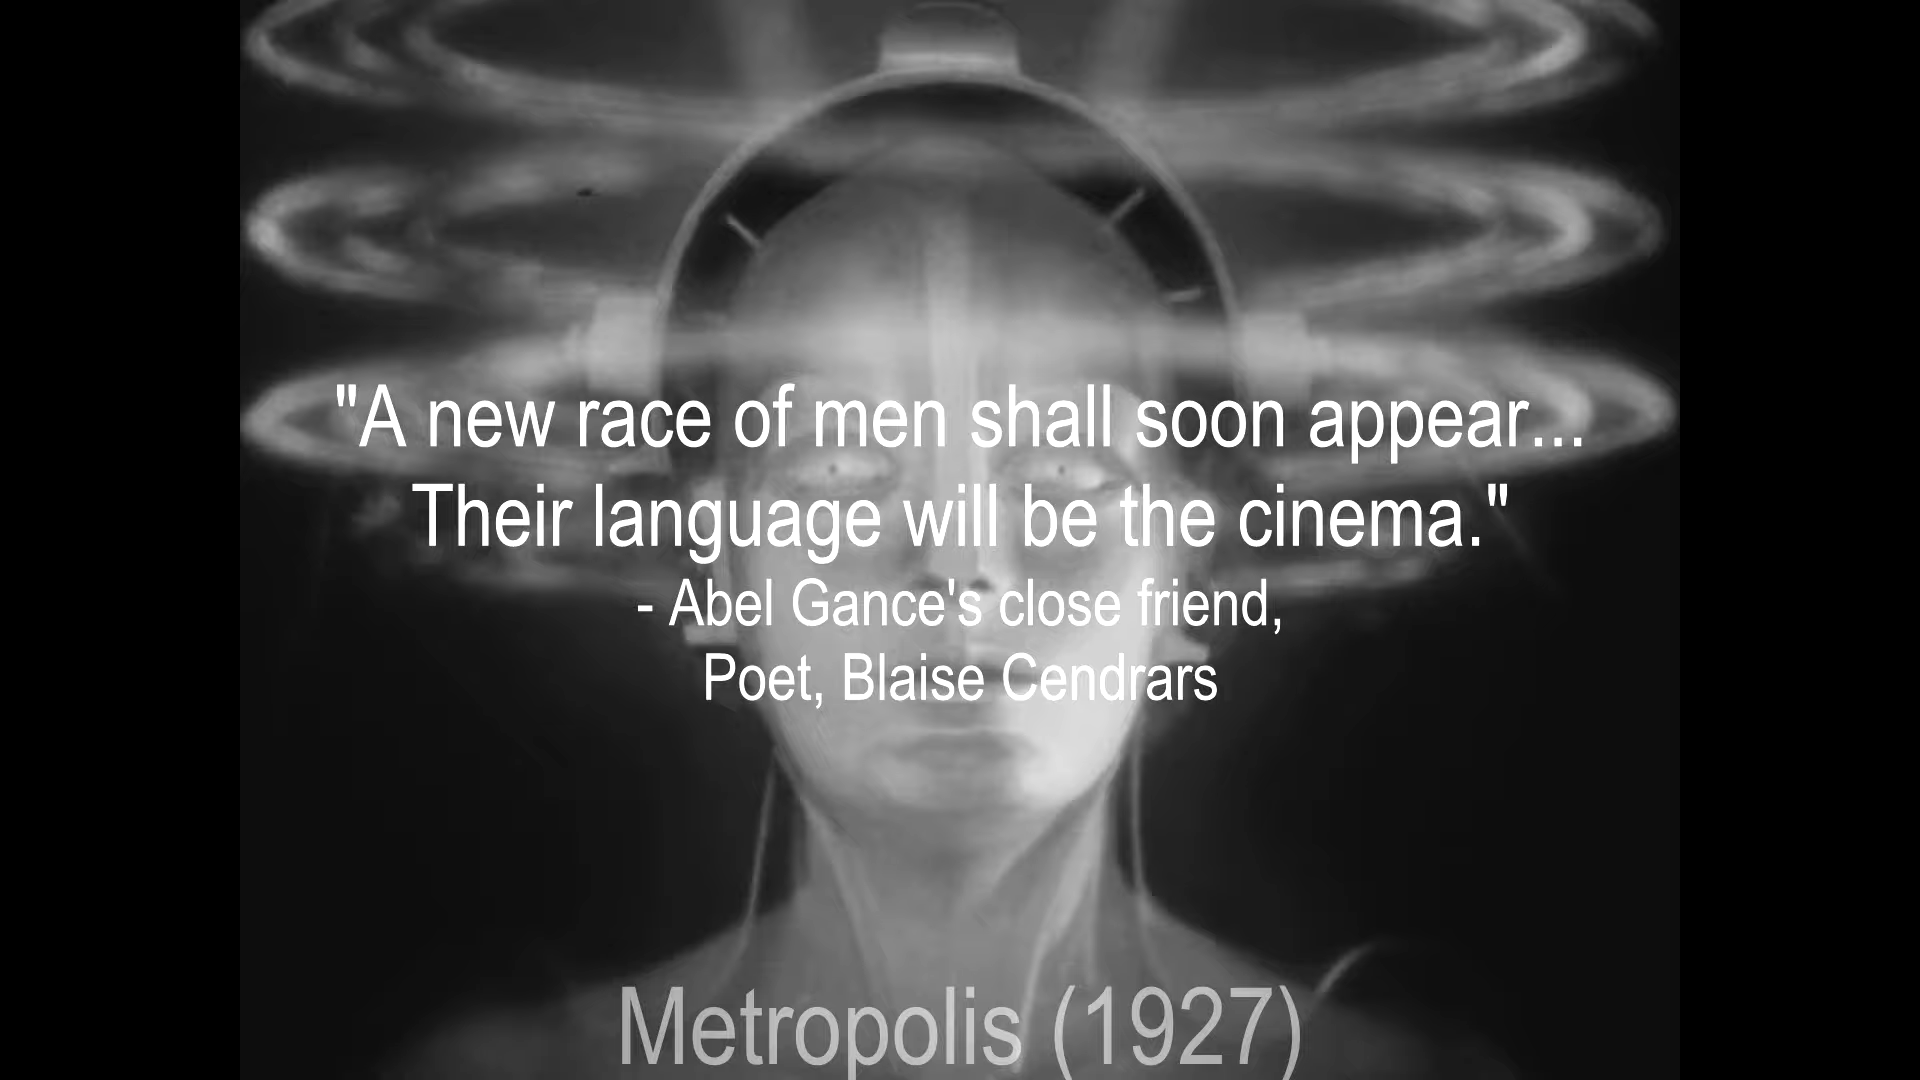 "A new race of men shall soon appear...
Their language will be the cinema."
- Abel Gance's close friend,
Poet, Blaise Cendrars
Metropolis (1927)